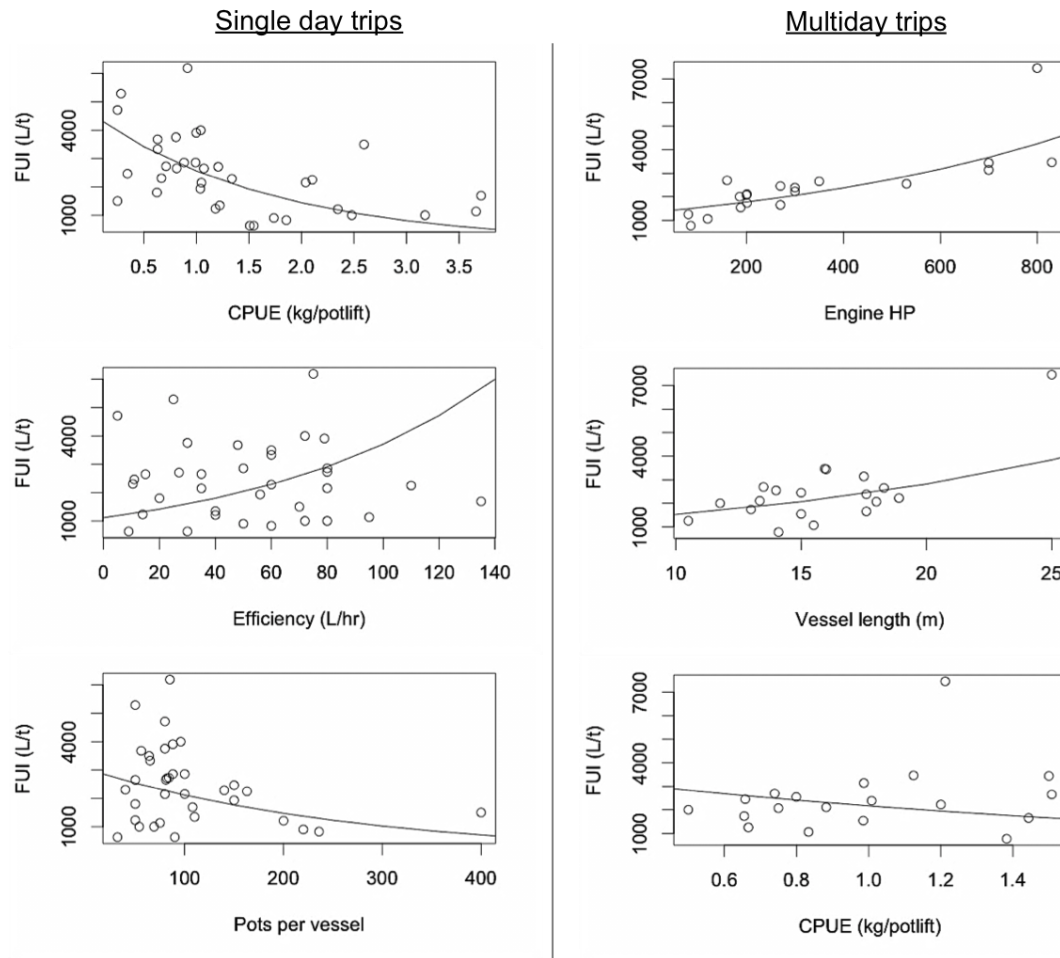 Single day trips
Multiday trips
FUI (L/t)
1000
4000
0.5 1.0 1.5 2.0 2.5 3.0 3.5
CPUE (kg/potlift)
FUI (L/t)
1000
4000
7000
200 400 600 800
Engine HP
FUI (L/t)
1000
4000
0 20 40 60 80 100 120 140
Efficiency (L/hr)
FUI (L/t)
1000
4000
7000
10 15 20 25
Vessel length (m)
FUI (L/t)
1000
4000
100 200 300 400
Pots per vessel
FUI (L/t)
1000
4000
7000
0.6 0.8 1.0 1.2 1.4
CPUE (kg/potlift)